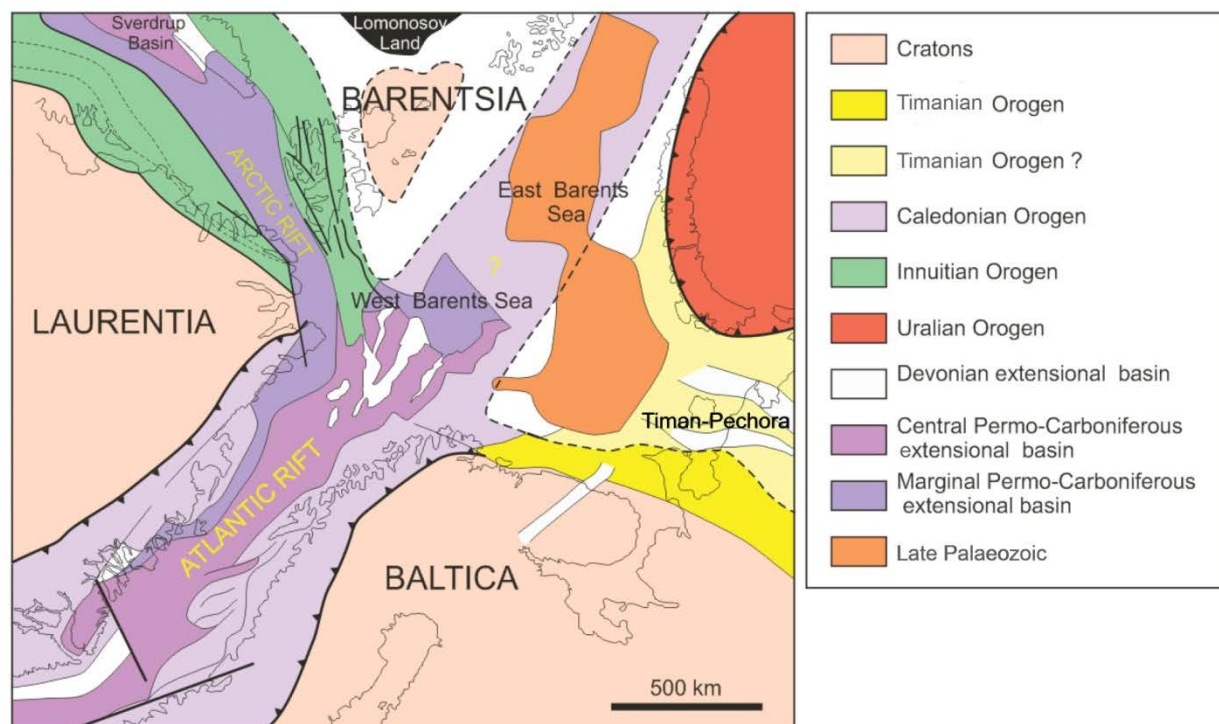 Sverdrup
Basin
Lomonosov
Land
BARENTSIA
ARCTIC RIFT
East Barents
Sea
?
West Barents Sea
LAURENTIA
Timan-Pechora
ATLANTIC RIFT
BALTICA
500 km
Cratons
Timanian Orogen
Timanian Orogen ?
Caledonian Orogen
Innuitian Orogen
Uralian Orogen
Devonian extensional basin
Central Permo-Carboniferous
extensional basin
Marginal Permo-Carboniferous
extensional basin
Late Palaeozoic